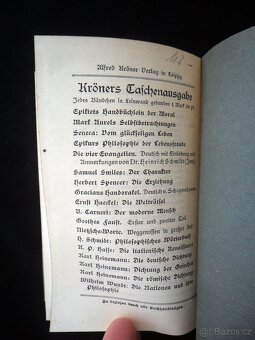 148-
Alfred Kröner Verlag in Leipzig
Kröners Taschenausgabe
Jedes Bändchen in Leinwand gebunden 1 Mark 20 Pf.
Epiktets Handbüchlein der Moral
Mark Aurels Selbstbetrachtungen
Seneca: Vom glückseligen Leben
Epikurs Philosophie der Lebensfreude
Die vier Evangelien. Deutsch mit Einleitung und
Anmerkungen von Dr. Heinrich Schmidt (Jena)
Samuel Smiles: Der Charakter
Herbert Spencer: Die Erziehung
Gracians Handorakel. Deutsch v. Schopenhauer
Ernst Haeckel: Die Welträtsel
B. Carneri: Der moderne Mensch
Goethes Faust. Erster und zweiter Teil
Nietzsche-Worte. Weggenossen in großer Zeit
H. Schmidt: Philosophisches Wörterbuch
R. P. Hasse: Die italienische Renaissance
Karl Heinemann: Die deutsche Dichtung
Karl Heinemann: Die Dichtung der Griechen
Karl Heinemann: Die Dichtung der
Wilhelm Wundt: Die Nationen und ihre
Philosophie
Zu beziehen durch alle Buchhandlungen
Bazos.cz